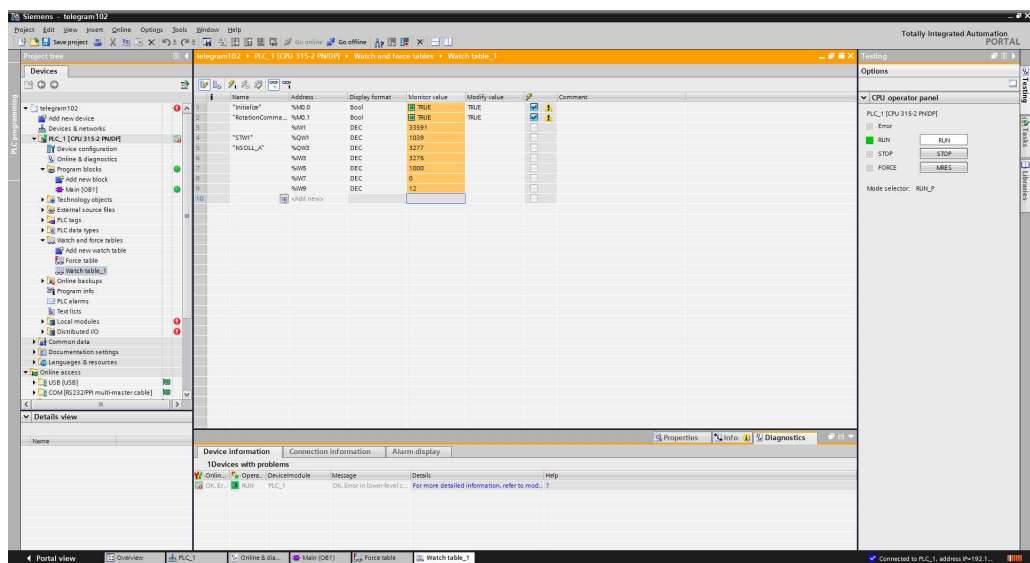 Siemens - telegram102
Project Edit View Insert Online Options Tools Window Help
Save project Go online Go offline
Totally Integrated Automation
PORTAL
Project tree
Devices
telegram102
Add new device
Devices & networks
PLC_1 [CPU 315-2 PN/DP]
Device configuration
Online & diagnostics
Program blocks
Add new block
Main [OB1]
Technology objects
External source files
PLC tags
PLC data types
Watch and force tables
Add new watch table
Force table
Watch table_1
Online backups
Program info
PLC alarms
Text lists
Local modules
Distributed I/O
Common data
Documentation settings
Languages & resources
Online access
USB [USB]
COM [RS232/PPI multi-master cable]
Details view
Name
PLC programming
telegram102 PLC_1 [CPU 315-2 PN/DP] Watch and force tables Watch table_1
i Name Address Display format Monitor value Modify value Comment
1 "Initialize" %M0.0 Bool TRUE TRUE
2 "RotationComma... %M0.1 Bool TRUE TRUE
3 %IW1 DEC 33591
4 "STW1" %QW1 DEC 1039
5 "NSOLL_A" %QW3 DEC 3277
6 %IW3 DEC 3276
7 %IW5 DEC 1000
8 %IW7 DEC 0
9 %IW9 DEC 12
10 <Add new>
Properties Info Diagnostics
Device information Connection information Alarm display
1Devices with problems
Onlin... Opera.. Device/module Message Details Help
OK, Er... RUN PLC_1 OK, Error in lower-level c... For more detailed information, refer to mod... ?
Testing
Options
CPU operator panel
PLC_1 [CPU 315-2 PN/DP]
Error
RUN RUN
STOP STOP
FORCE MRES
Mode selector: RUN_P
Testing
Tasks
Libraries
Portal view Overview PLC_1 Online & dia... Main (OB1) Force table Watch table_1
Connected to PLC_1, address IP=192.1...